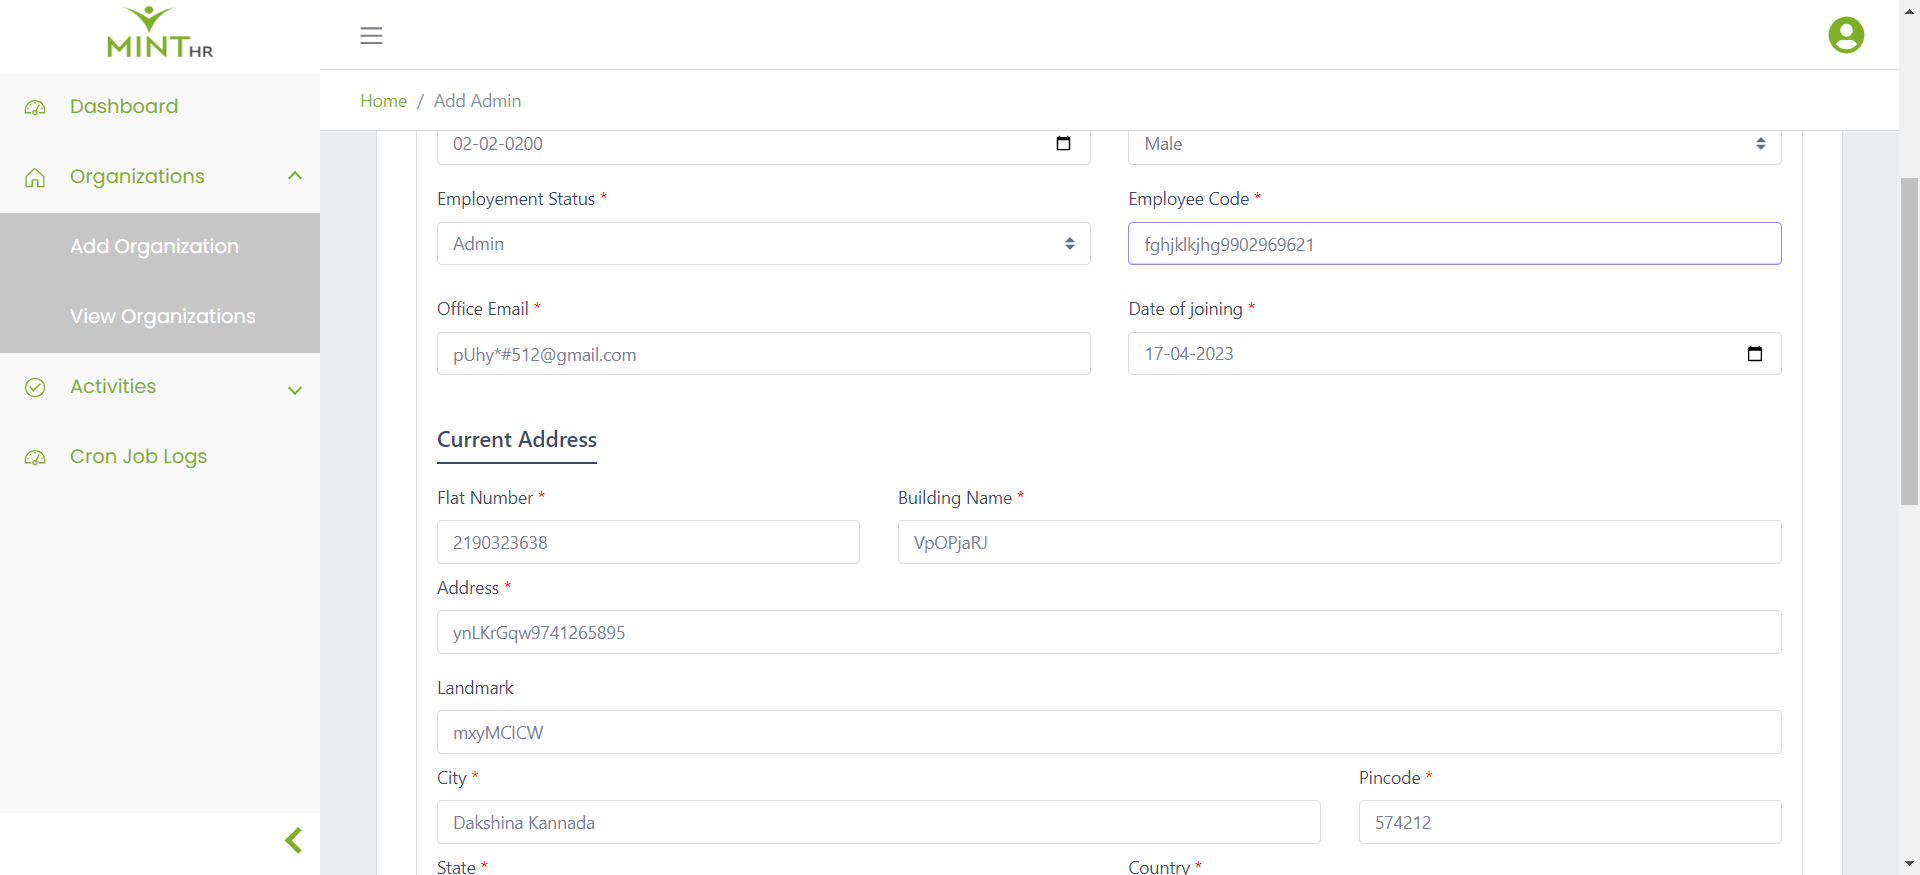 MINT HR
Dashboard
Organizations
Add Organization
View Organizations
Activities
Cron Job Logs
Home / Add Admin
02-02-0200
Male
Employement Status *
Employee Code *
Admin
fghjklkjhg9902969621
Office Email *
Date of joining *
pUhy*#512@gmail.com
17-04-2023
Current Address
Flat Number *
Building Name *
2190323638
VpOPjaRJ
Address *
ynLKrGqw9741265895
Landmark
mxyMCICW
City *
Pincode *
Dakshina Kannada
574212
State *
Country *